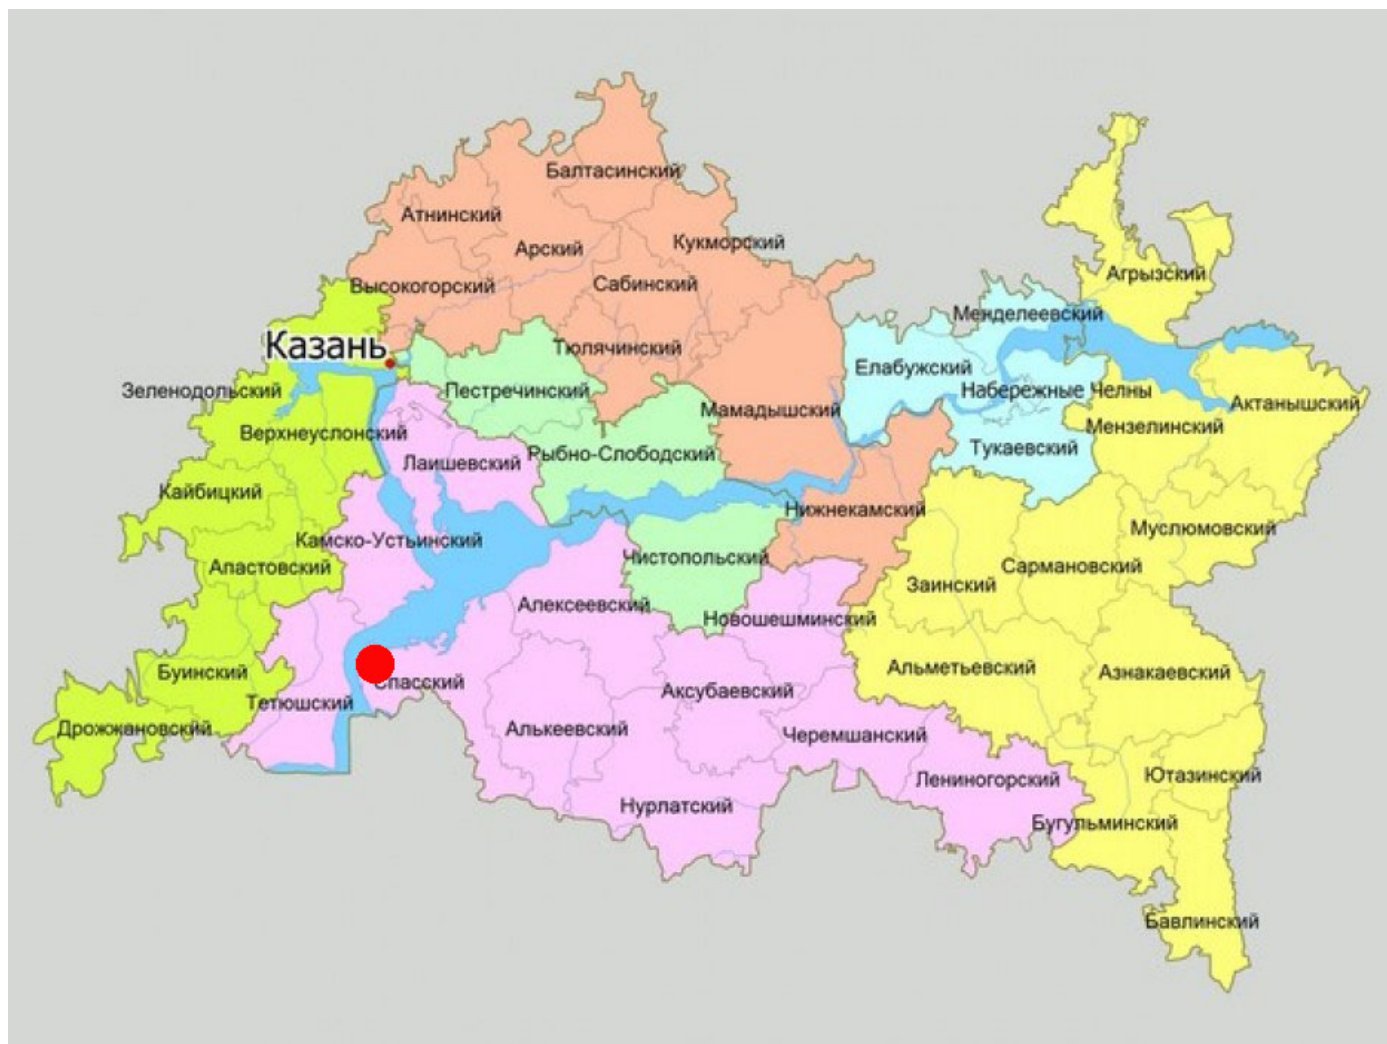 Балтасинский
Атнинский
Кукморский
Арский
Агрызский
Сабинский
Высокогорский
Менделеевский
Казань
Тюлячинский
Елабужский
Зеленодольский
Пестречинский
Набережные Челны
Актанышский
Мамадышский
Мензелинский
Верхнеуслонский
Тукаевский
Рыбно-Слободский
Лаишевский
Кайбицкий
Нижнекамский
Муслюмовский
Камско-Устьинский
Чистопольский
Апастовский
Сармановский
Заинский
Алексеевский
Новошешминский
Альметьевский
Буинский
Азнакаевский
Спасский
Аксубаевский
Тетюшский
Дрожжановский
Алькеевский
Черемшанский
Ютазинский
Лениногорский
Нурлатский
Бугульминский
Бавлинский